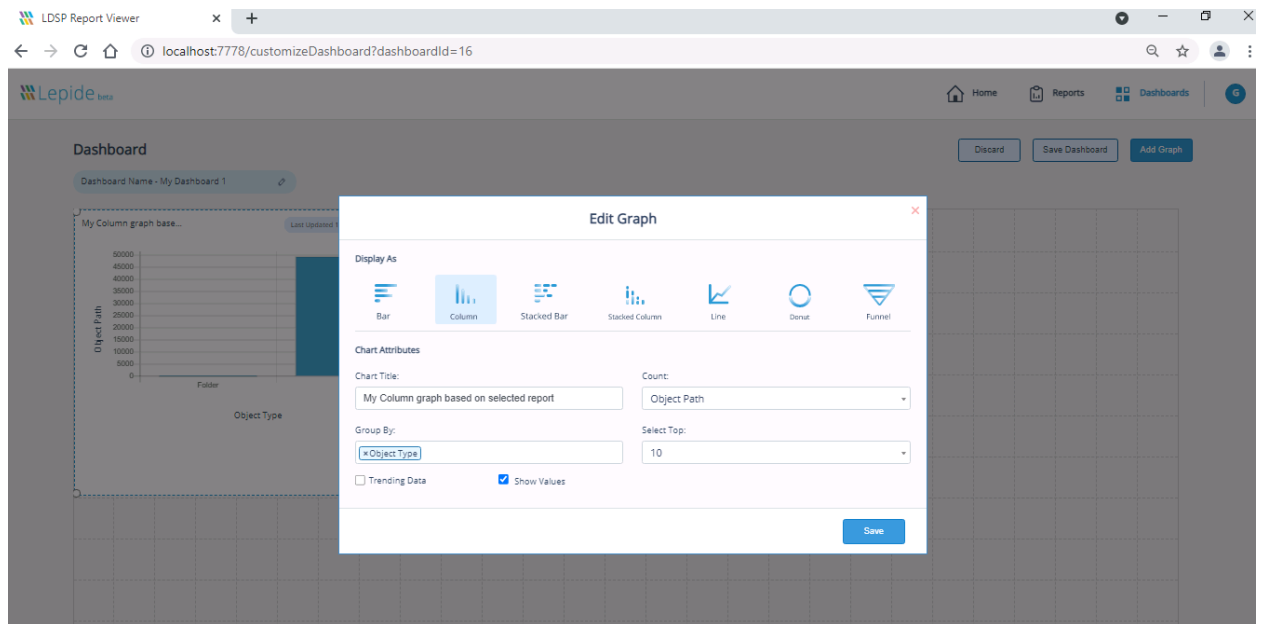 LDSP Report Viewer
localhost:7778/customizeDashboard?dashboardId=16
Lepide beta
Home
Reports
Dashboards
G
Dashboard
Discard
Save Dashboard
Add Graph
Dashboard Name - My Dashboard 1
My Column graph base...
Last Updated
50000
45000
40000
35000
30000
25000
20000
15000
10000
5000
0
Object Path
Folder
Object Type
Edit Graph
Display As
Bar
Column
Stacked Bar
Stacked Column
Line
Donut
Funnel
Chart Attributes
Chart Title:
Count:
My Column graph based on selected report
Object Path
Group By:
Select Top:
×Object Type
10
Trending Data
Show Values
Save